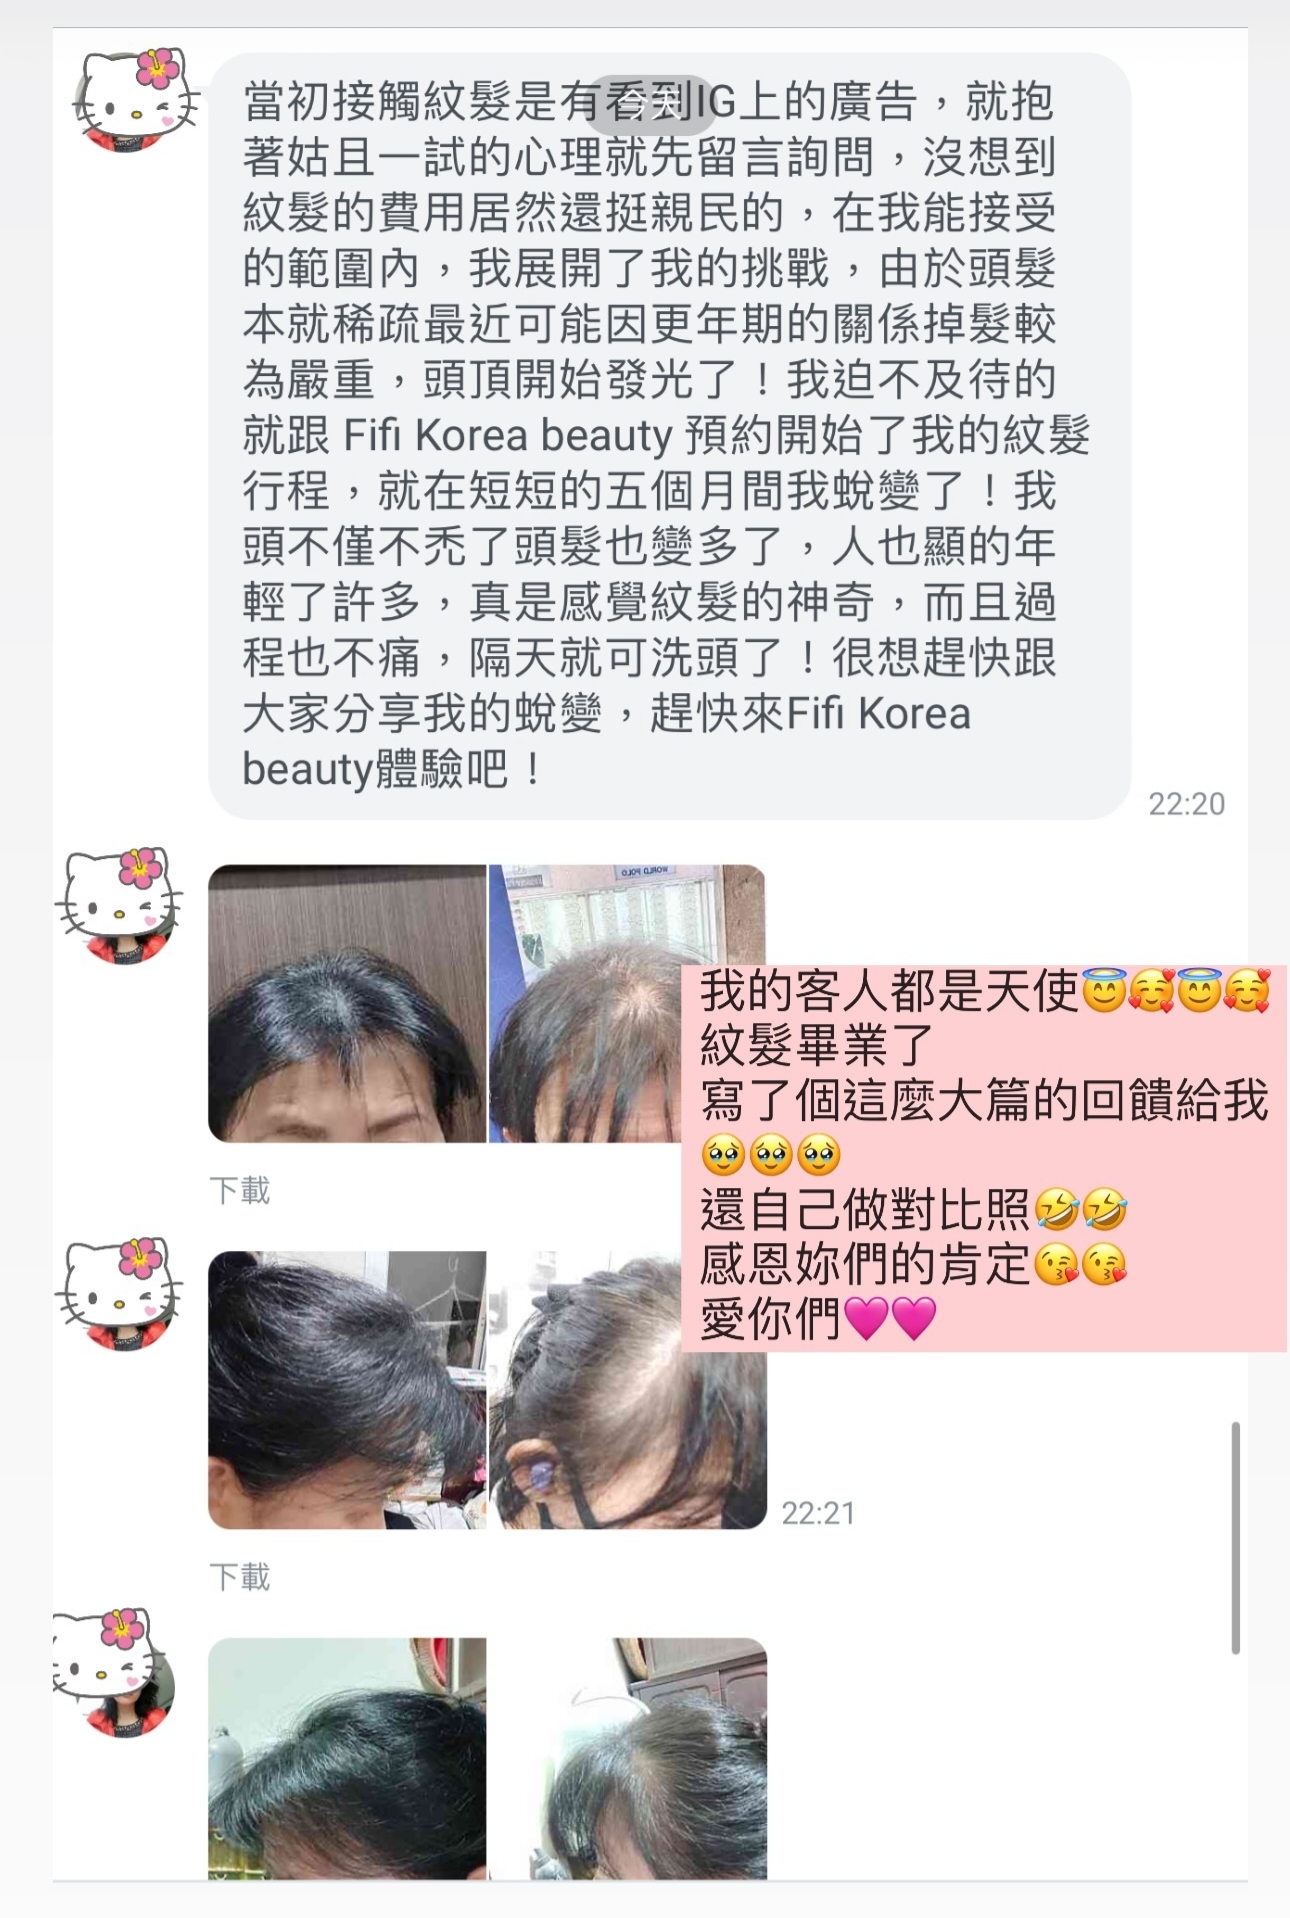 今天
當初接觸紋髮是有看到IG上的廣告，就抱
著姑且一試的心理就先留言詢問，沒想到
紋髮的費用居然還挺親民的，在我能接受
的範圍內，我展開了我的挑戰，由於頭髮
本就稀疏最近可能因更年期的關係掉髮較
為嚴重，頭頂開始發光了！我迫不及待的
就跟 Fifi Korea beauty 預約開始了我的紋髮
行程，就在短短的五個月間我蛻變了！我
頭不僅不禿了頭髮也變多了，人也顯的年
輕了許多，真是感覺紋髮的神奇，而且過
程也不痛，隔天就可洗頭了！很想趕快跟
大家分享我的蛻變，趕快來Fifi Korea
beauty體驗吧！
22:20
WORLD POLO
我的客人都是天使😇🥰😇🥰
紋髮畢業了
寫了個這麼大篇的回饋給我
🥹🥹🥹
還自己做對比照🤣🤣
感恩妳們的肯定😘😘
愛你們🩷🩷
下載
22:21
下載